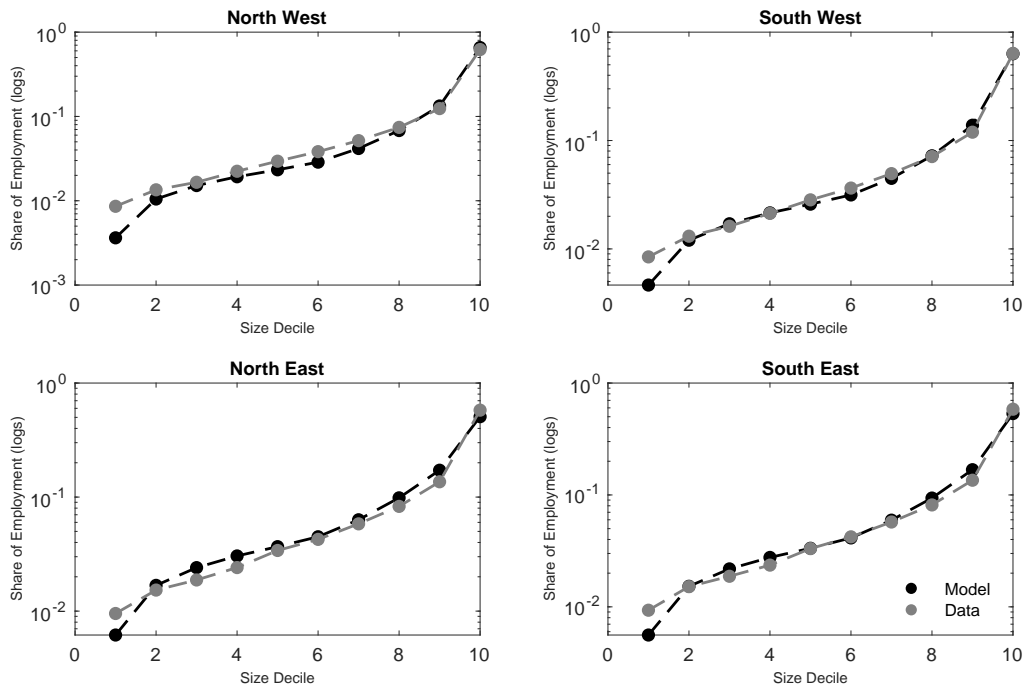 North West
10^0
10^-1
10^-2
10^-3
Share of Employment (logs)
0 2 4 6 8 10
Size Decile
South West
10^0
10^-1
10^-2
Share of Employment (logs)
0 2 4 6 8 10
Size Decile
North East
10^0
10^-1
10^-2
Share of Employment (logs)
0 2 4 6 8 10
Size Decile
South East
10^0
10^-1
10^-2
Share of Employment (logs)
Model
Data
0 2 4 6 8 10
Size Decile